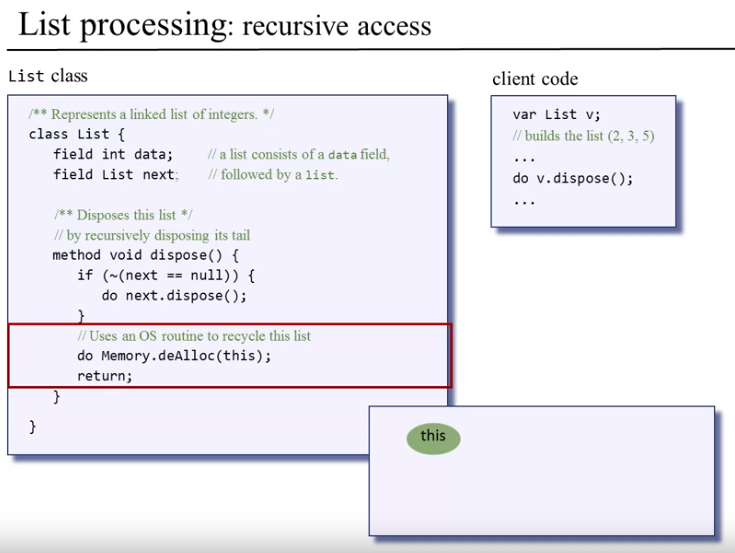 List processing: recursive access
List class
/** Represents a linked list of integers. */
class List {
field int data; // a list consists of a data field,
field List next; // followed by a list.
/** Disposes this list */
// by recursively disposing its tail
method void dispose() {
if (~(next == null)) {
do next.dispose();
}
// Uses an OS routine to recycle this list
do Memory.deAlloc(this);
return;
}
}
client code
var List v;
// builds the list (2, 3, 5)
...
do v.dispose();
...
this